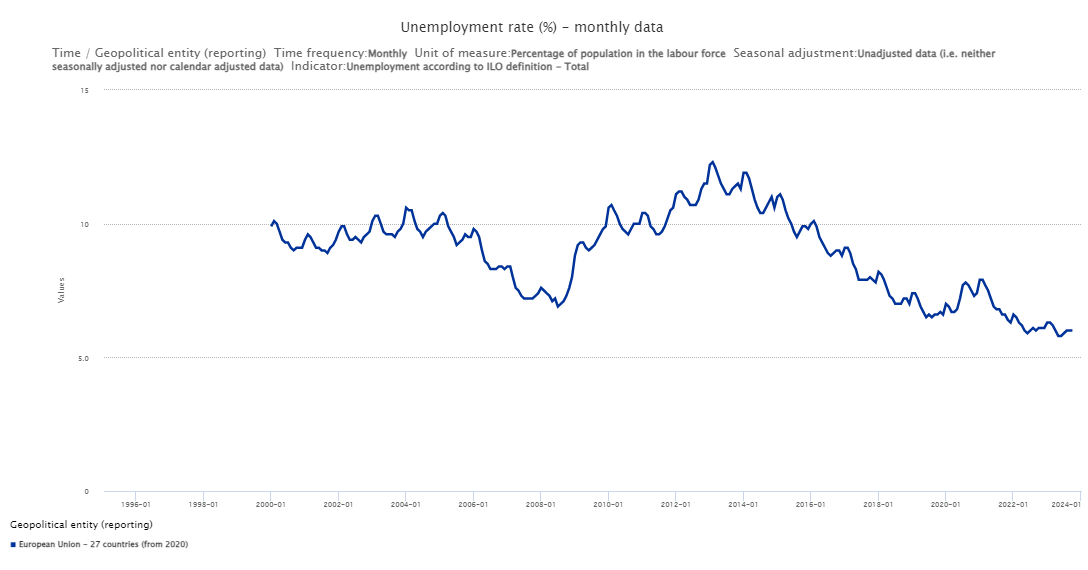 Unemployment rate (%) - monthly data
Time / Geopolitical entity (reporting) Time frequency:Monthly Unit of measure:Percentage of population in the labour force Seasonal adjustment:Unadjusted data (i.e. neither
seasonally adjusted nor calendar adjusted data) Indicator:Unemployment according to ILO definition - Total
15
10
Values
5.0
0
1996-01 1998-01 2000-01 2002-01 2004-01 2006-01 2008-01 2010-01 2012-01 2014-01 2016-01 2018-01 2020-01 2022-01 2024-01
Geopolitical entity (reporting)
European Union - 27 countries (from 2020)